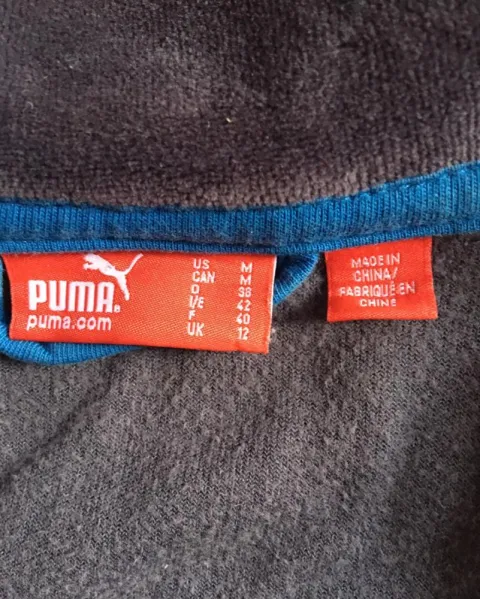 PUMA®
puma.com
US M
CAN M
D 38
I/E 42
F 40
UK 12
MADE IN
CHINA/
FABRIQUÉ EN
CHINE